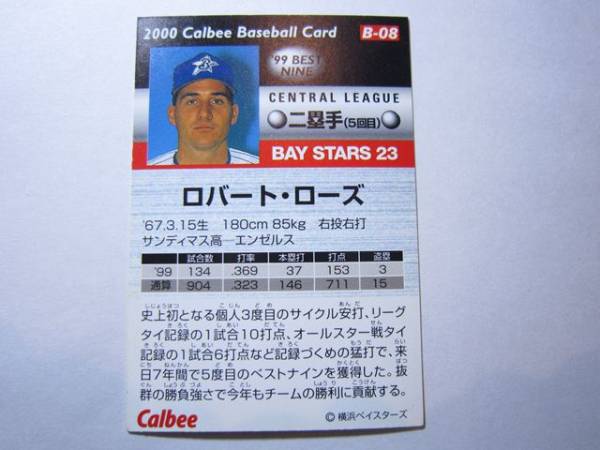 2000 Calbee Baseball Card B-08
'99 BEST
NINE
CENTRAL LEAGUE
二塁手(5回目)
BAY STARS 23
ロバート・ローズ
'67.3.15生 180cm 85kg 右投右打
サンディマス高―エンゼルス
試合数 打率 本塁打 打点 盗塁
'99 134 .369 37 153 3
通算 904 .323 146 711 15
史上初となる個人3度目のサイクル安打、リーグ
タイ記録の1試合10打点、オールスター戦タイ
記録の1試合6打点など記録づくめの猛打で、来
日7年間で5度目のベストナインを獲得した。抜
群の勝負強さで今年もチームの勝利に貢献する。
Calbee
©横浜ベイスターズ